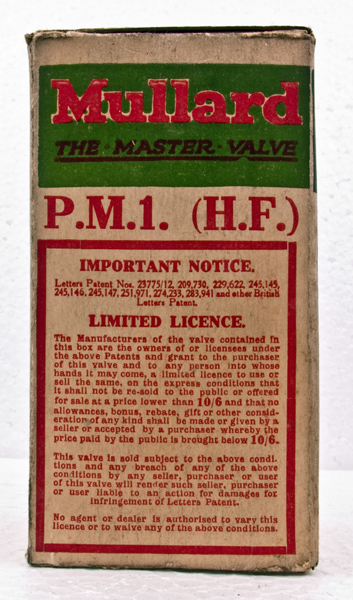 Mullard
THE · MASTER · VALVE
P.M.1. (H.F.)
IMPORTANT NOTICE.
Letters Patent Nos. 23775/12, 209,730, 229,622, 245,145,
245,146, 245,147, 251,971, 274,233, 283,941 and other British
Letters Patent.
LIMITED LICENCE.
The Manufacturers of the valve contained in
this box are the owners of or licensees under
the above Patents and grant to the purchaser
of this valve and to any person into whose
hands it may come, a limited licence to use or
sell the same, on the express conditions that
it shall not be re-sold to the public or offered
for sale at a price lower than 10/6 and that no
allowances, bonus, rebate, gift or other consid-
eration of any kind shall be made or given by a
seller or accepted by a purchaser whereby the
price paid by the public is brought below 10/6.
This valve is sold subject to the above condi-
tions and any breach of any of the above
conditions by any seller, purchaser or user
of this valve will render such seller, purchaser
or user liable to an action for damages for
infringement of Letters Patent.
No agent or dealer is authorised to vary this
licence or to waive any of the above conditions.